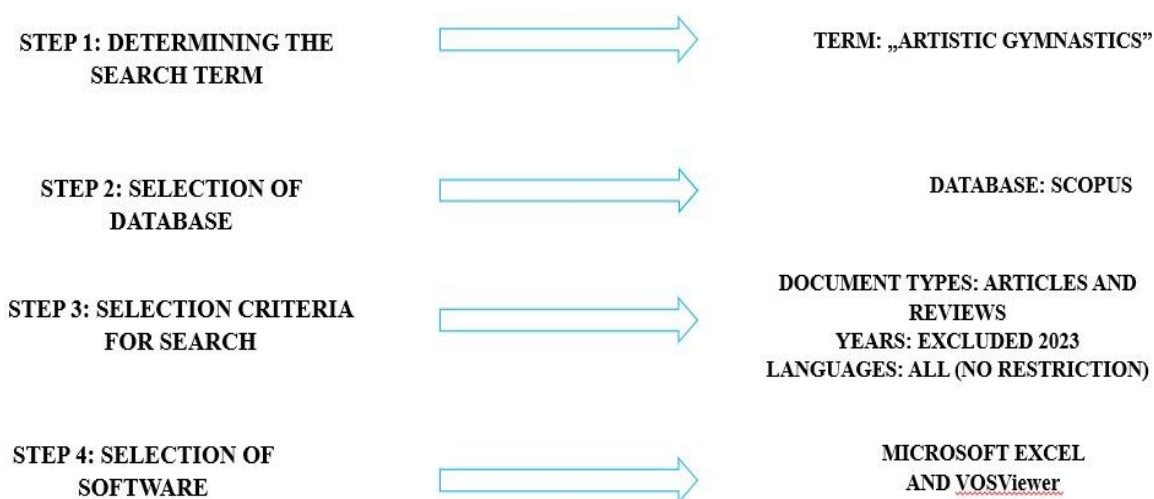 STEP 1: DETERMINING THE
SEARCH TERM
TERM: „ARTISTIC GYMNASTICS”
STEP 2: SELECTION OF
DATABASE
DATABASE: SCOPUS
STEP 3: SELECTION CRITERIA
FOR SEARCH
DOCUMENT TYPES: ARTICLES AND
REVIEWS
YEARS: EXCLUDED 2023
LANGUAGES: ALL (NO RESTRICTION)
STEP 4: SELECTION OF
SOFTWARE
MICROSOFT EXCEL
AND VOSViewer